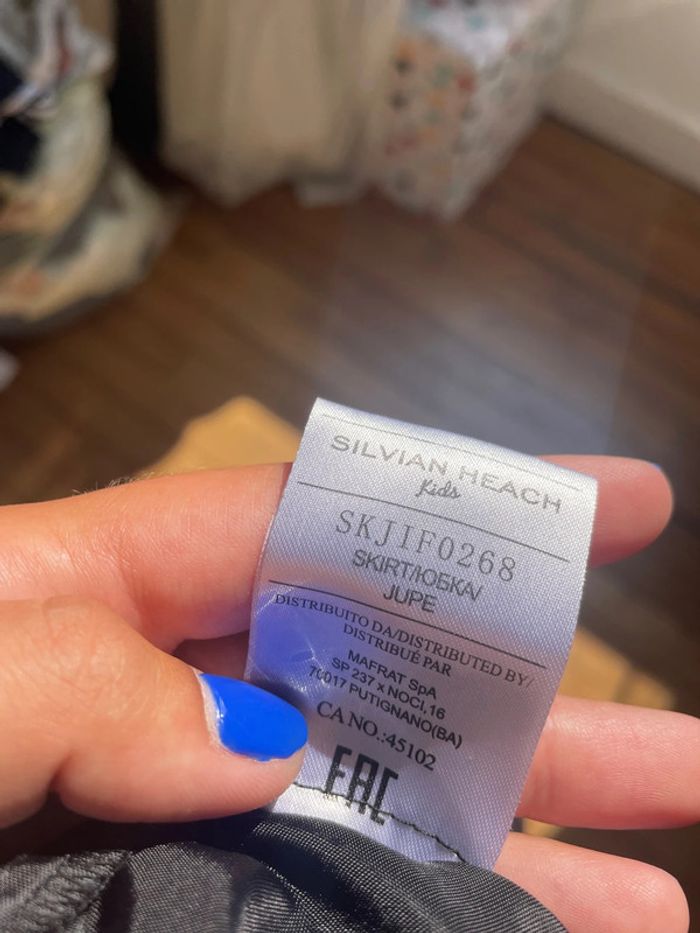 SILVIAN HEACH
Kids
SKJIF0268
SKIRT/ЮБКА/
JUPE
DISTRIBUITO DA/DISTRIBUTED BY/
DISTRIBUÉ PAR
MAFRAT SpA
SP 237 x NOCI,16
70017 PUTIGNANO(BA)
CA NO.:45102
EAC